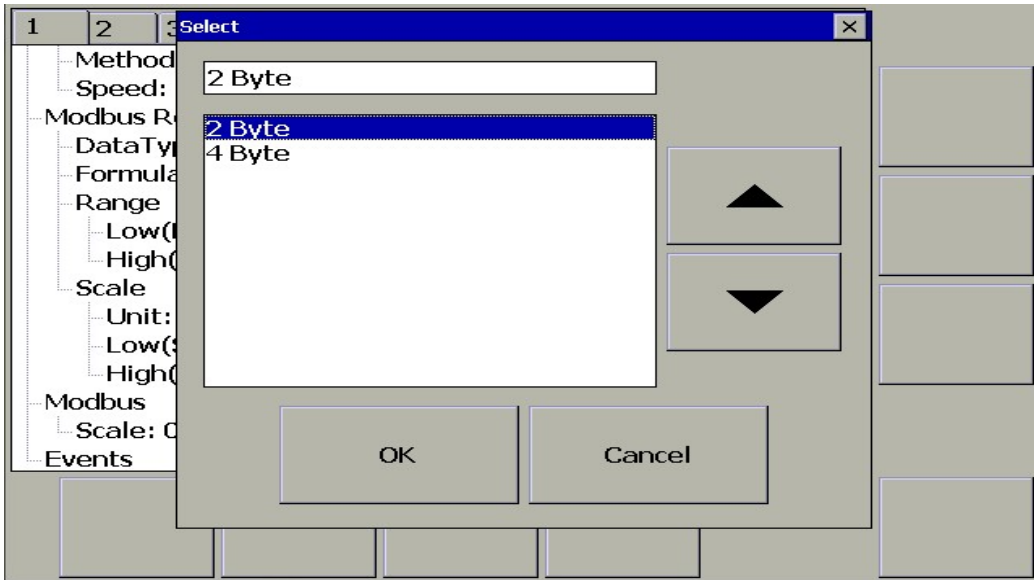 1
2
Select
Method
Speed:
Modbus R
DataTy
Formula
Range
Low(
High(
Scale
Unit:
Low(S
High(
Modbus
Scale: 0
Events
2 Byte
2 Byte
4 Byte
OK
Cancel